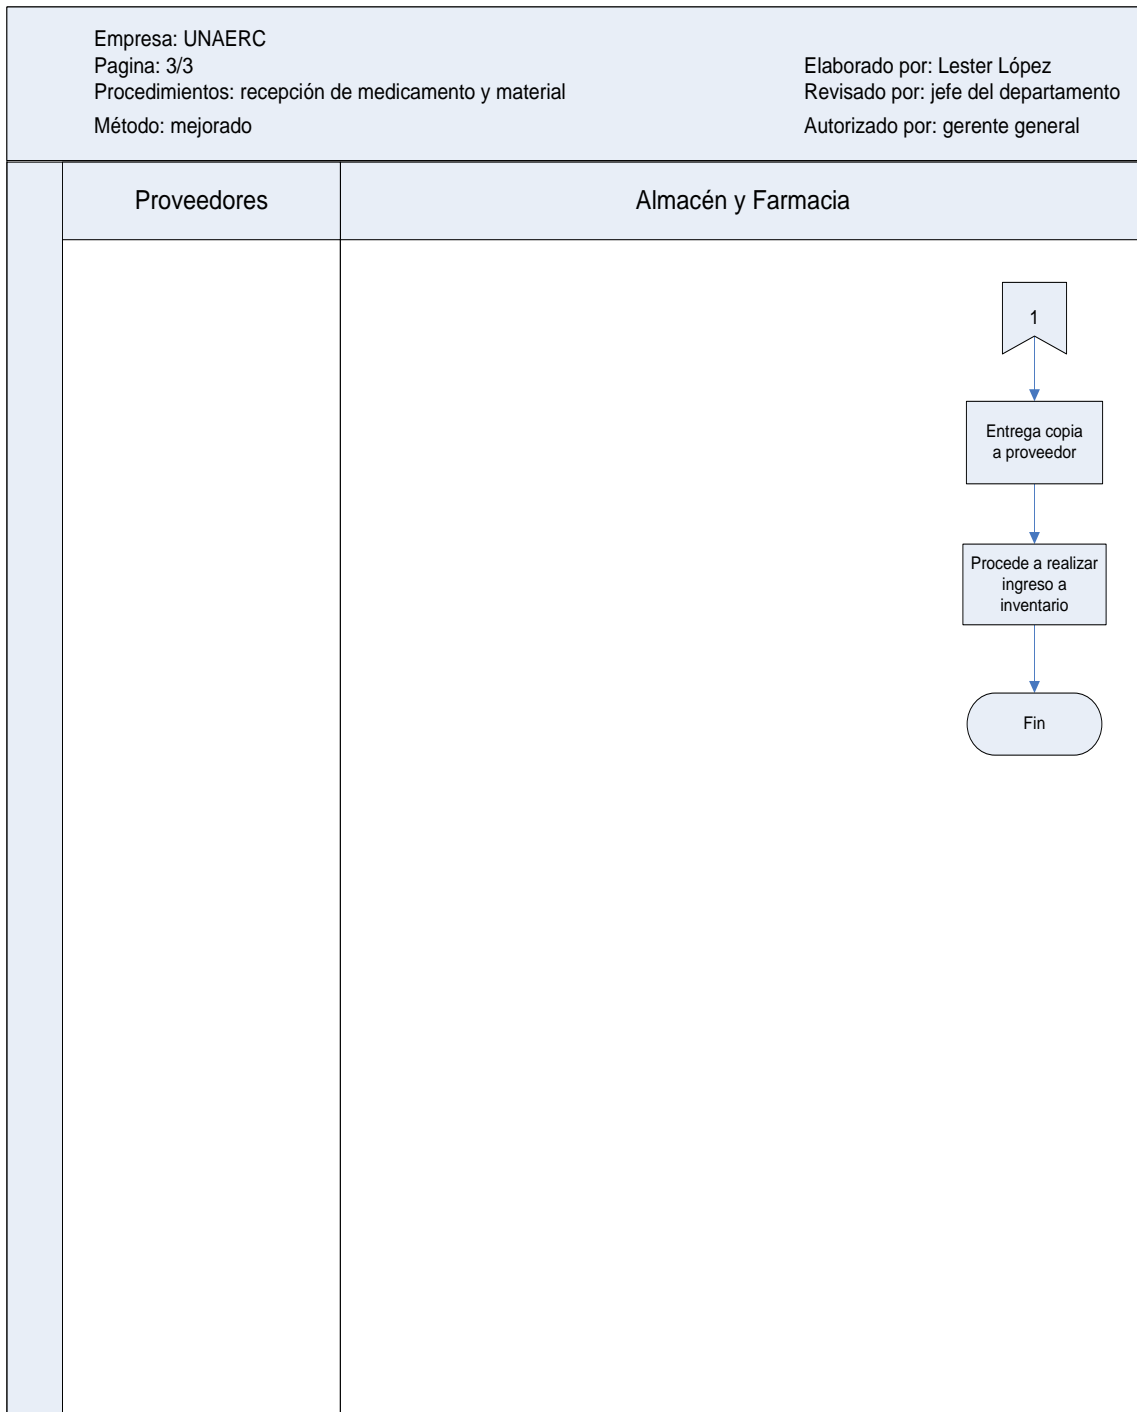 Empresa: UNAERC
Pagina: 3/3
Procedimientos: recepción de medicamento y material
Método: mejorado
Elaborado por: Lester López
Revisado por: jefe del departamento
Autorizado por: gerente general
Proveedores
Almacén y Farmacia
1
Entrega copia
a proveedor
Procede a realizar
ingreso a
inventario
Fin